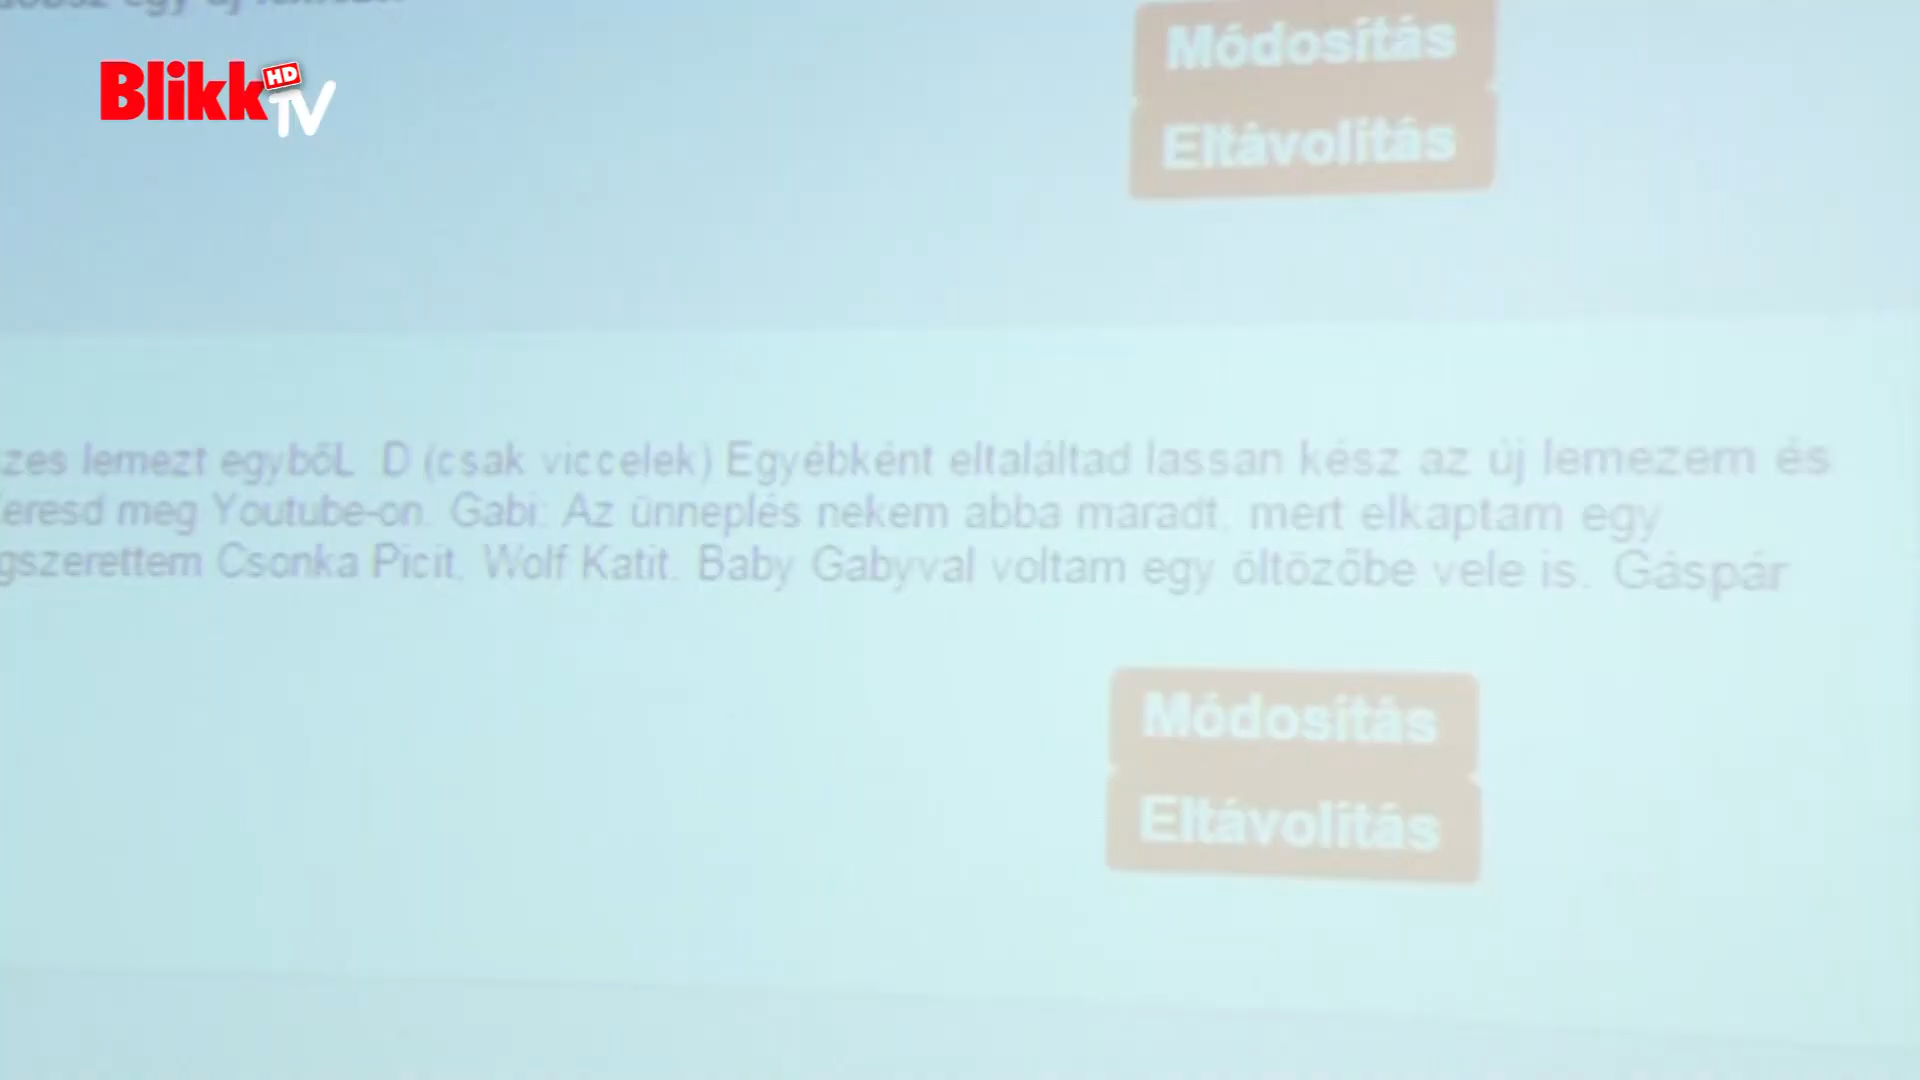 egy új
Módosítás
Blikk HD TV
Eltávolítás
zes lemezt egybőL D (csak viccelek) Egyébként eltaláltad lassan kész az új lemezem és
eresd meg Youtube-on. Gabi: Az ünneplés nekem abba maradt, mert elkaptam egy
gszerettem Csonka Picit, Wolf Katit. Baby Gabyval voltam egy öltözőbe vele is. Gáspár
Módosítás
Eltávolítás